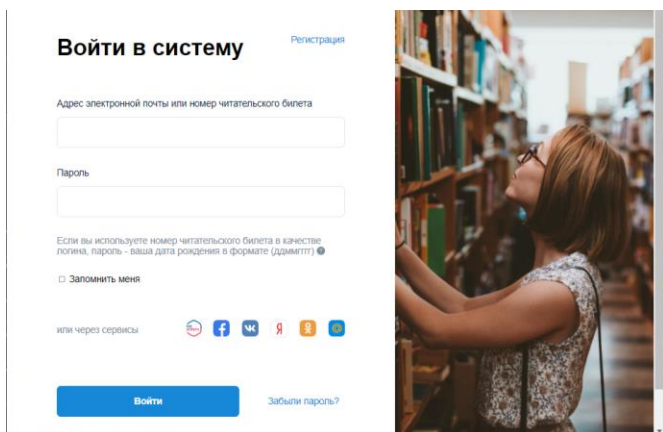 Войти в систему
Регистрация
Адрес электронной почты или номер читательского билета
Пароль
Если вы используете номер читательского билета в качестве
логина, пароль - ваша дата рождения в формате (ддммгггг)
Запомнить меня
или через сервисы
Войти
Забыли пароль?